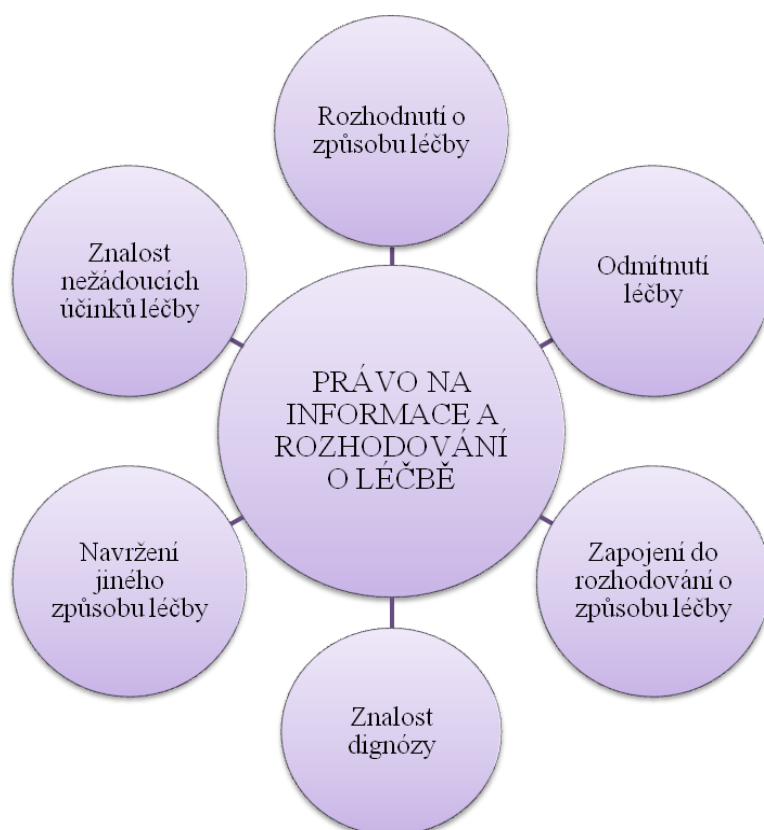 Rozhodnutí o
způsobu léčby
Znalost
nežádoucích
účinků léčby
Odmítnutí
léčby
PRÁVO NA
INFORMACE A
ROZHODOVÁNÍ
O LÉČBĚ
Navržení
jiného
způsobu léčby
Zapojení do
rozhodování o
způsobu léčby
Znalost
dignózy